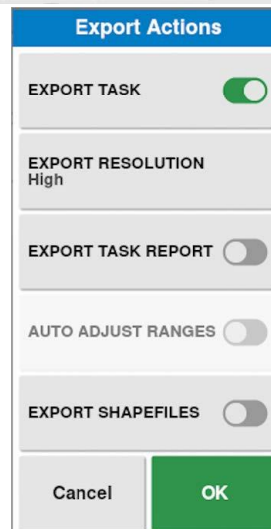 Export Actions
EXPORT TASK
EXPORT RESOLUTION
High
EXPORT TASK REPORT
AUTO ADJUST RANGES
EXPORT SHAPEFILES
Cancel
OK